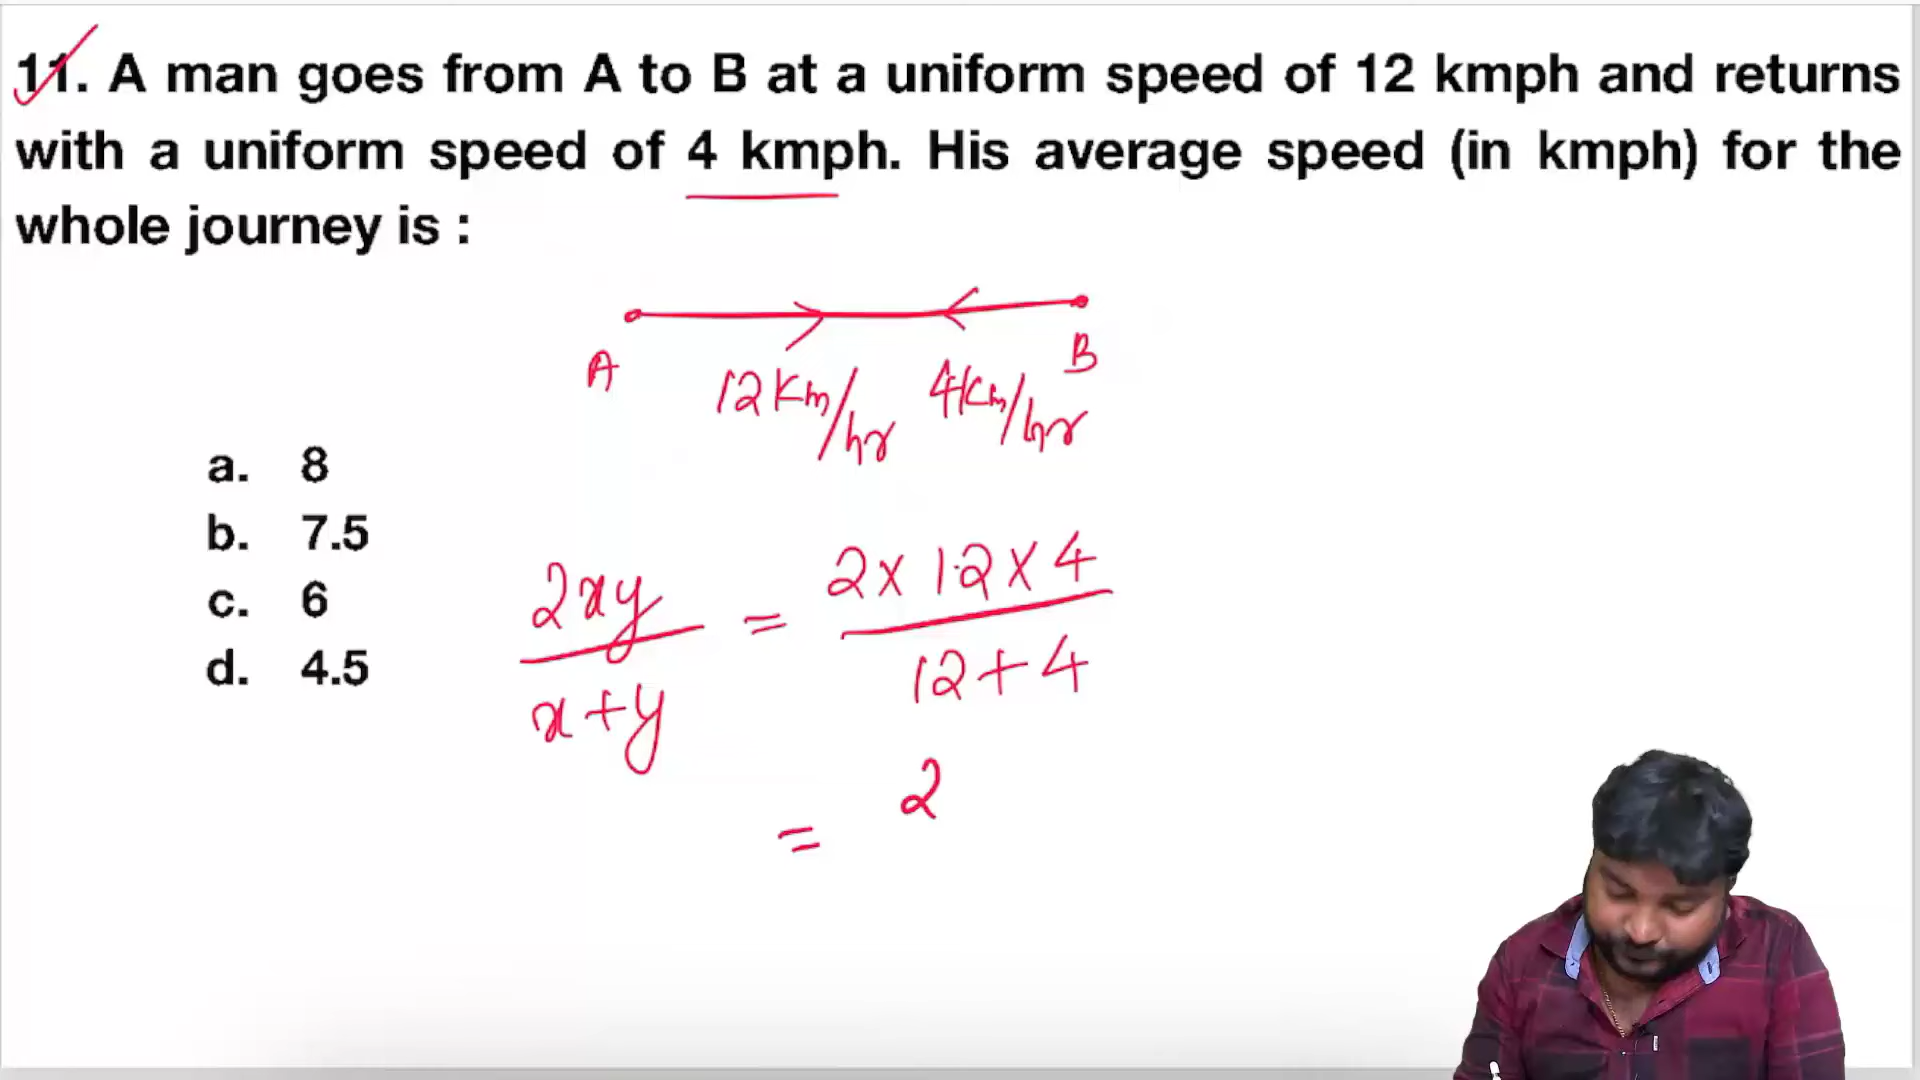 11. A man goes from A to B at a uniform speed of 12 kmph and returns
with a uniform speed of 4 kmph. His average speed (in kmph) for the
whole journey is :
A
B
12 Km/hr
4 Km/hr
a. 8
b. 7.5
c. 6
d. 4.5
2xy/x+y = 2 x 12 x 4/12+4
= 2